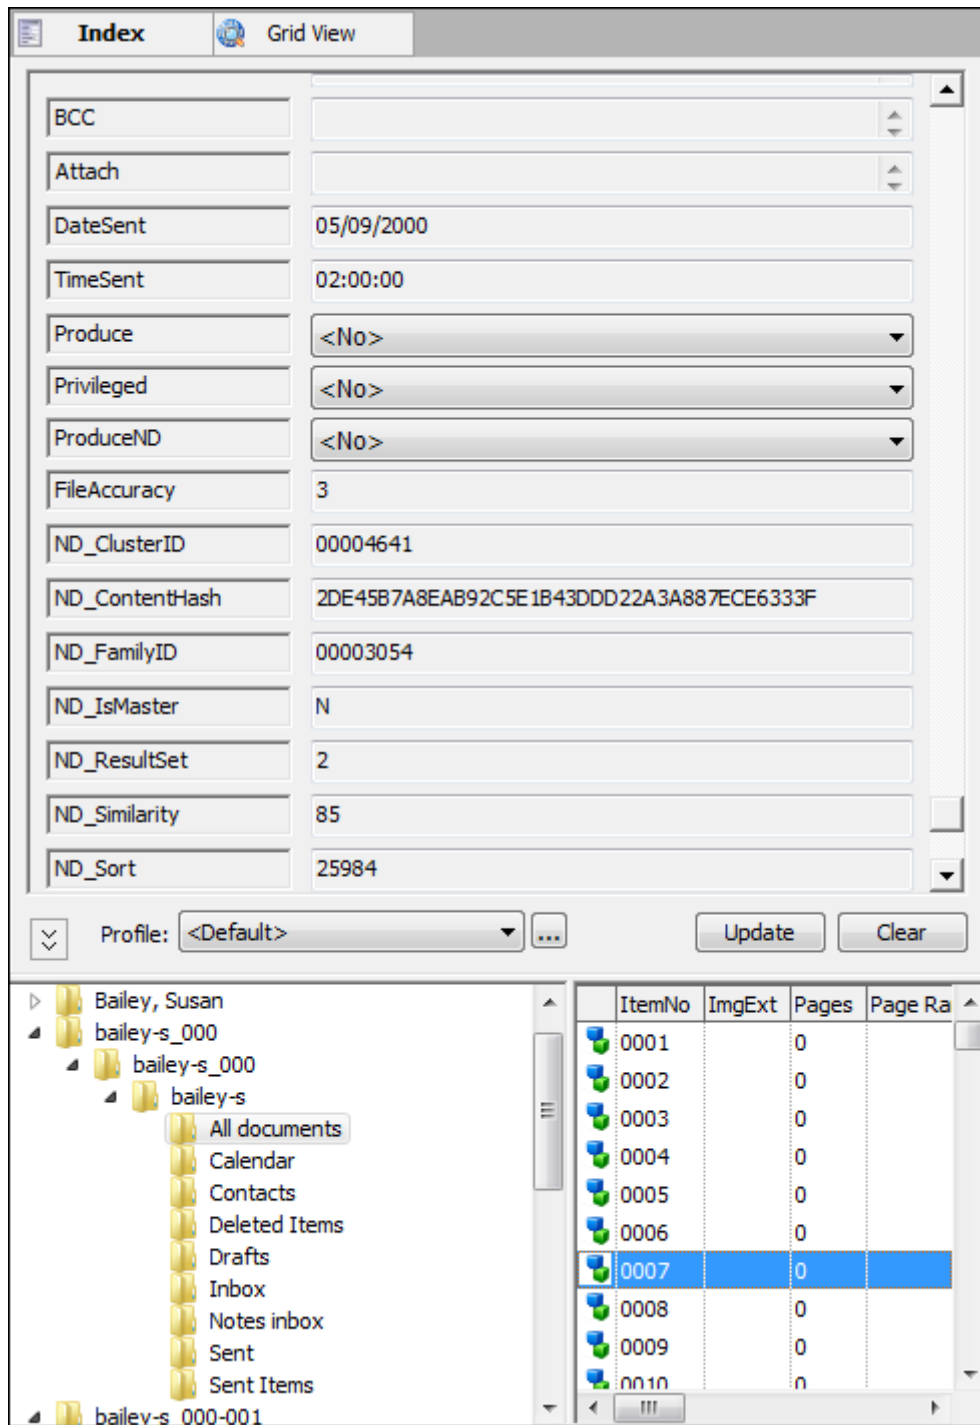 Index Grid View
BCC
Attach
DateSent 05/09/2000
TimeSent 02:00:00
Produce <No>
Privileged <No>
ProduceND <No>
FileAccuracy 3
ND_ClusterID 00004641
ND_ContentHash 2DE45B7A8EAB92C5E1B43DDD22A3A887ECE6333F
ND_FamilyID 00003054
ND_IsMaster N
ND_ResultSet 2
ND_Similarity 85
ND_Sort 25984
Profile: <Default> ... Update Clear
Bailey, Susan
bailey-s_000
bailey-s_000
bailey-s
All documents
Calendar
Contacts
Deleted Items
Drafts
Inbox
Notes inbox
Sent
Sent Items
bailey-s_000-001
ItemNo ImgExt Pages Page Ra
0001 0
0002 0
0003 0
0004 0
0005 0
0006 0
0007 0
0008 0
0009 0
0010 0